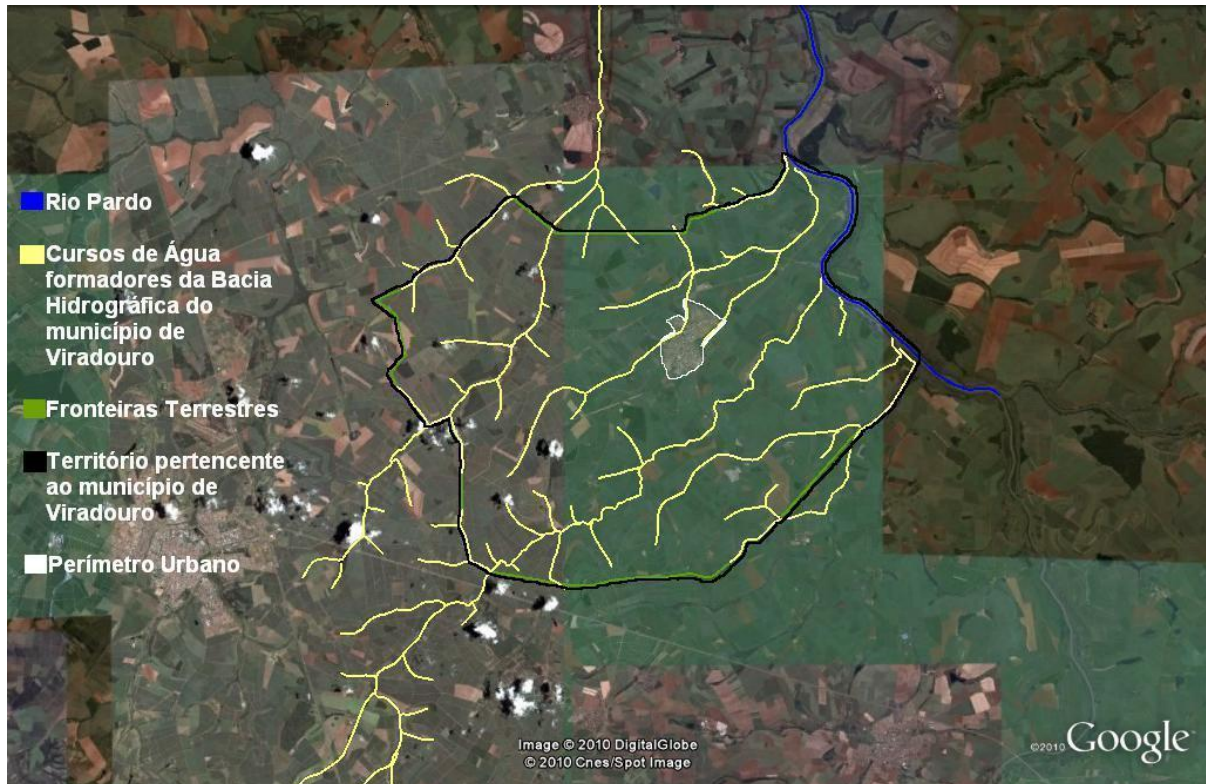 Rio Pardo
Cursos de Água
formadores da Bacia
Hidrográfica do
município de
Viradouro
Fronteiras Terrestres
Território pertencente
ao município de
Viradouro
Perímetro Urbano
Image © 2010 DigitalGlobe
© 2010 Cnes/Spot Image
©2010 Google